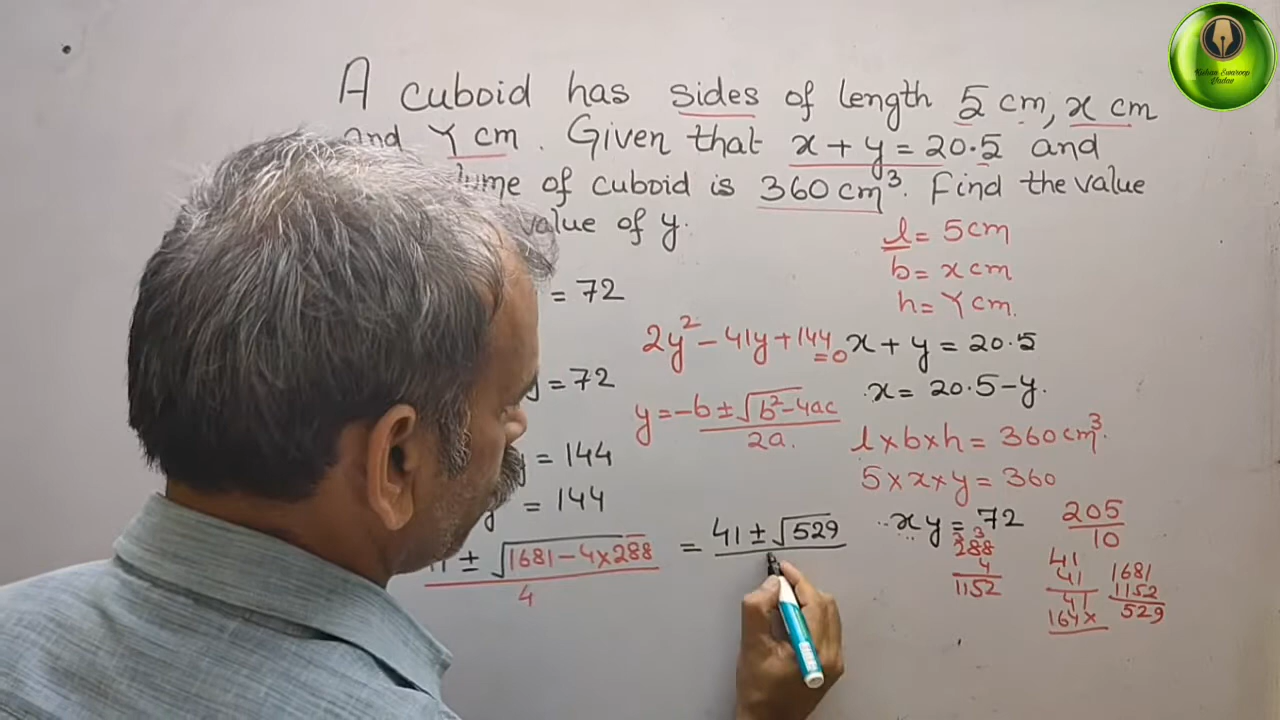 A cuboid has sides of length 5 cm, x cm
and Y cm. Given that x + y = 20.5 and
of cuboid is 360 cm³. Find the value
value of y.
l = 5cm
b = x cm
h = Y cm.
= 72
2y² - 41y + 144 = 0
x + y = 20.5
y = 72
y = -b ± √b²-4ac
2a.
x = 20.5 - y.
l × b × h = 360 cm³.
y = 144
5 × x × y = 360
y = 144
x y = 72
41 ± √529
± √1681 - 4×288
4
=
205
10
288
4
1152
41
41
41
164×
1681
1152
529
Kishan Swaroop
Yadav